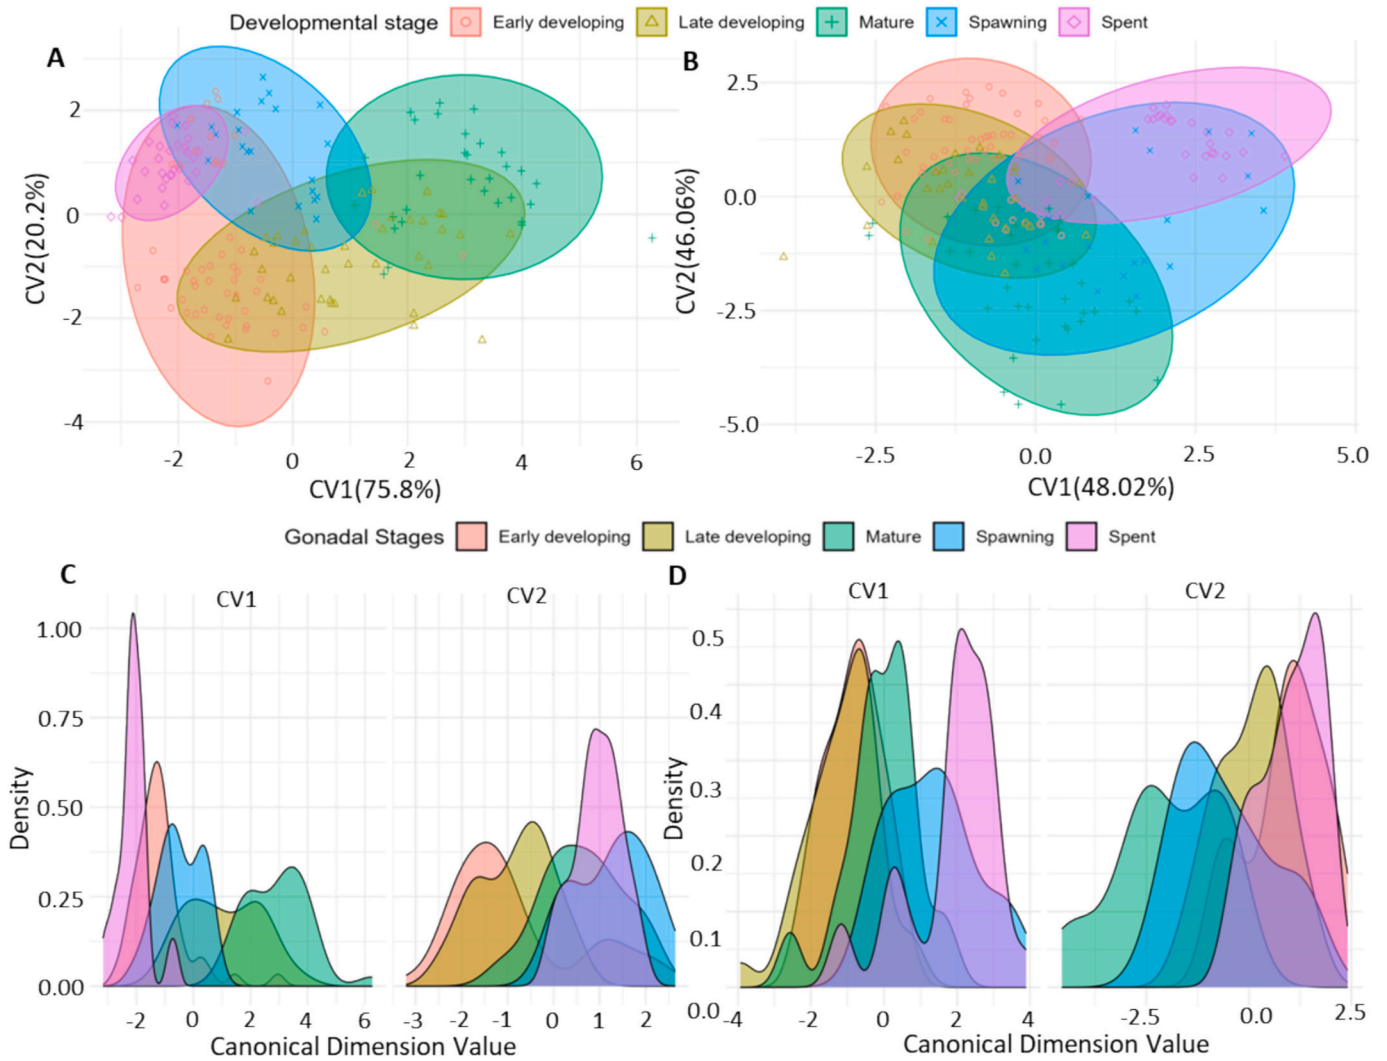 Developmental stage Early developing Late developing Mature Spawning Spent
A
B
2
0
-2
-4
CV2(20.2%)
-2 0 2 4 6
CV1(75.8%)
2.5
0.0
-2.5
-5.0
CV2(46.06%)
-2.5 0.0 2.5 5.0
CV1(48.02%)
Gonadal Stages Early developing Late developing Mature Spawning Spent
C
CV1 CV2
1.00
0.75
0.50
0.25
0.00
Density
-2 0 2 4 6 -3 -2 -1 0 1 2
Canonical Dimension Value
D
CV1 CV2
0.5
0.4
0.3
0.2
0.1
0.0
Density
-4 -2 0 2 4 -2.5 0.0 2.5
Canonical Dimension Value